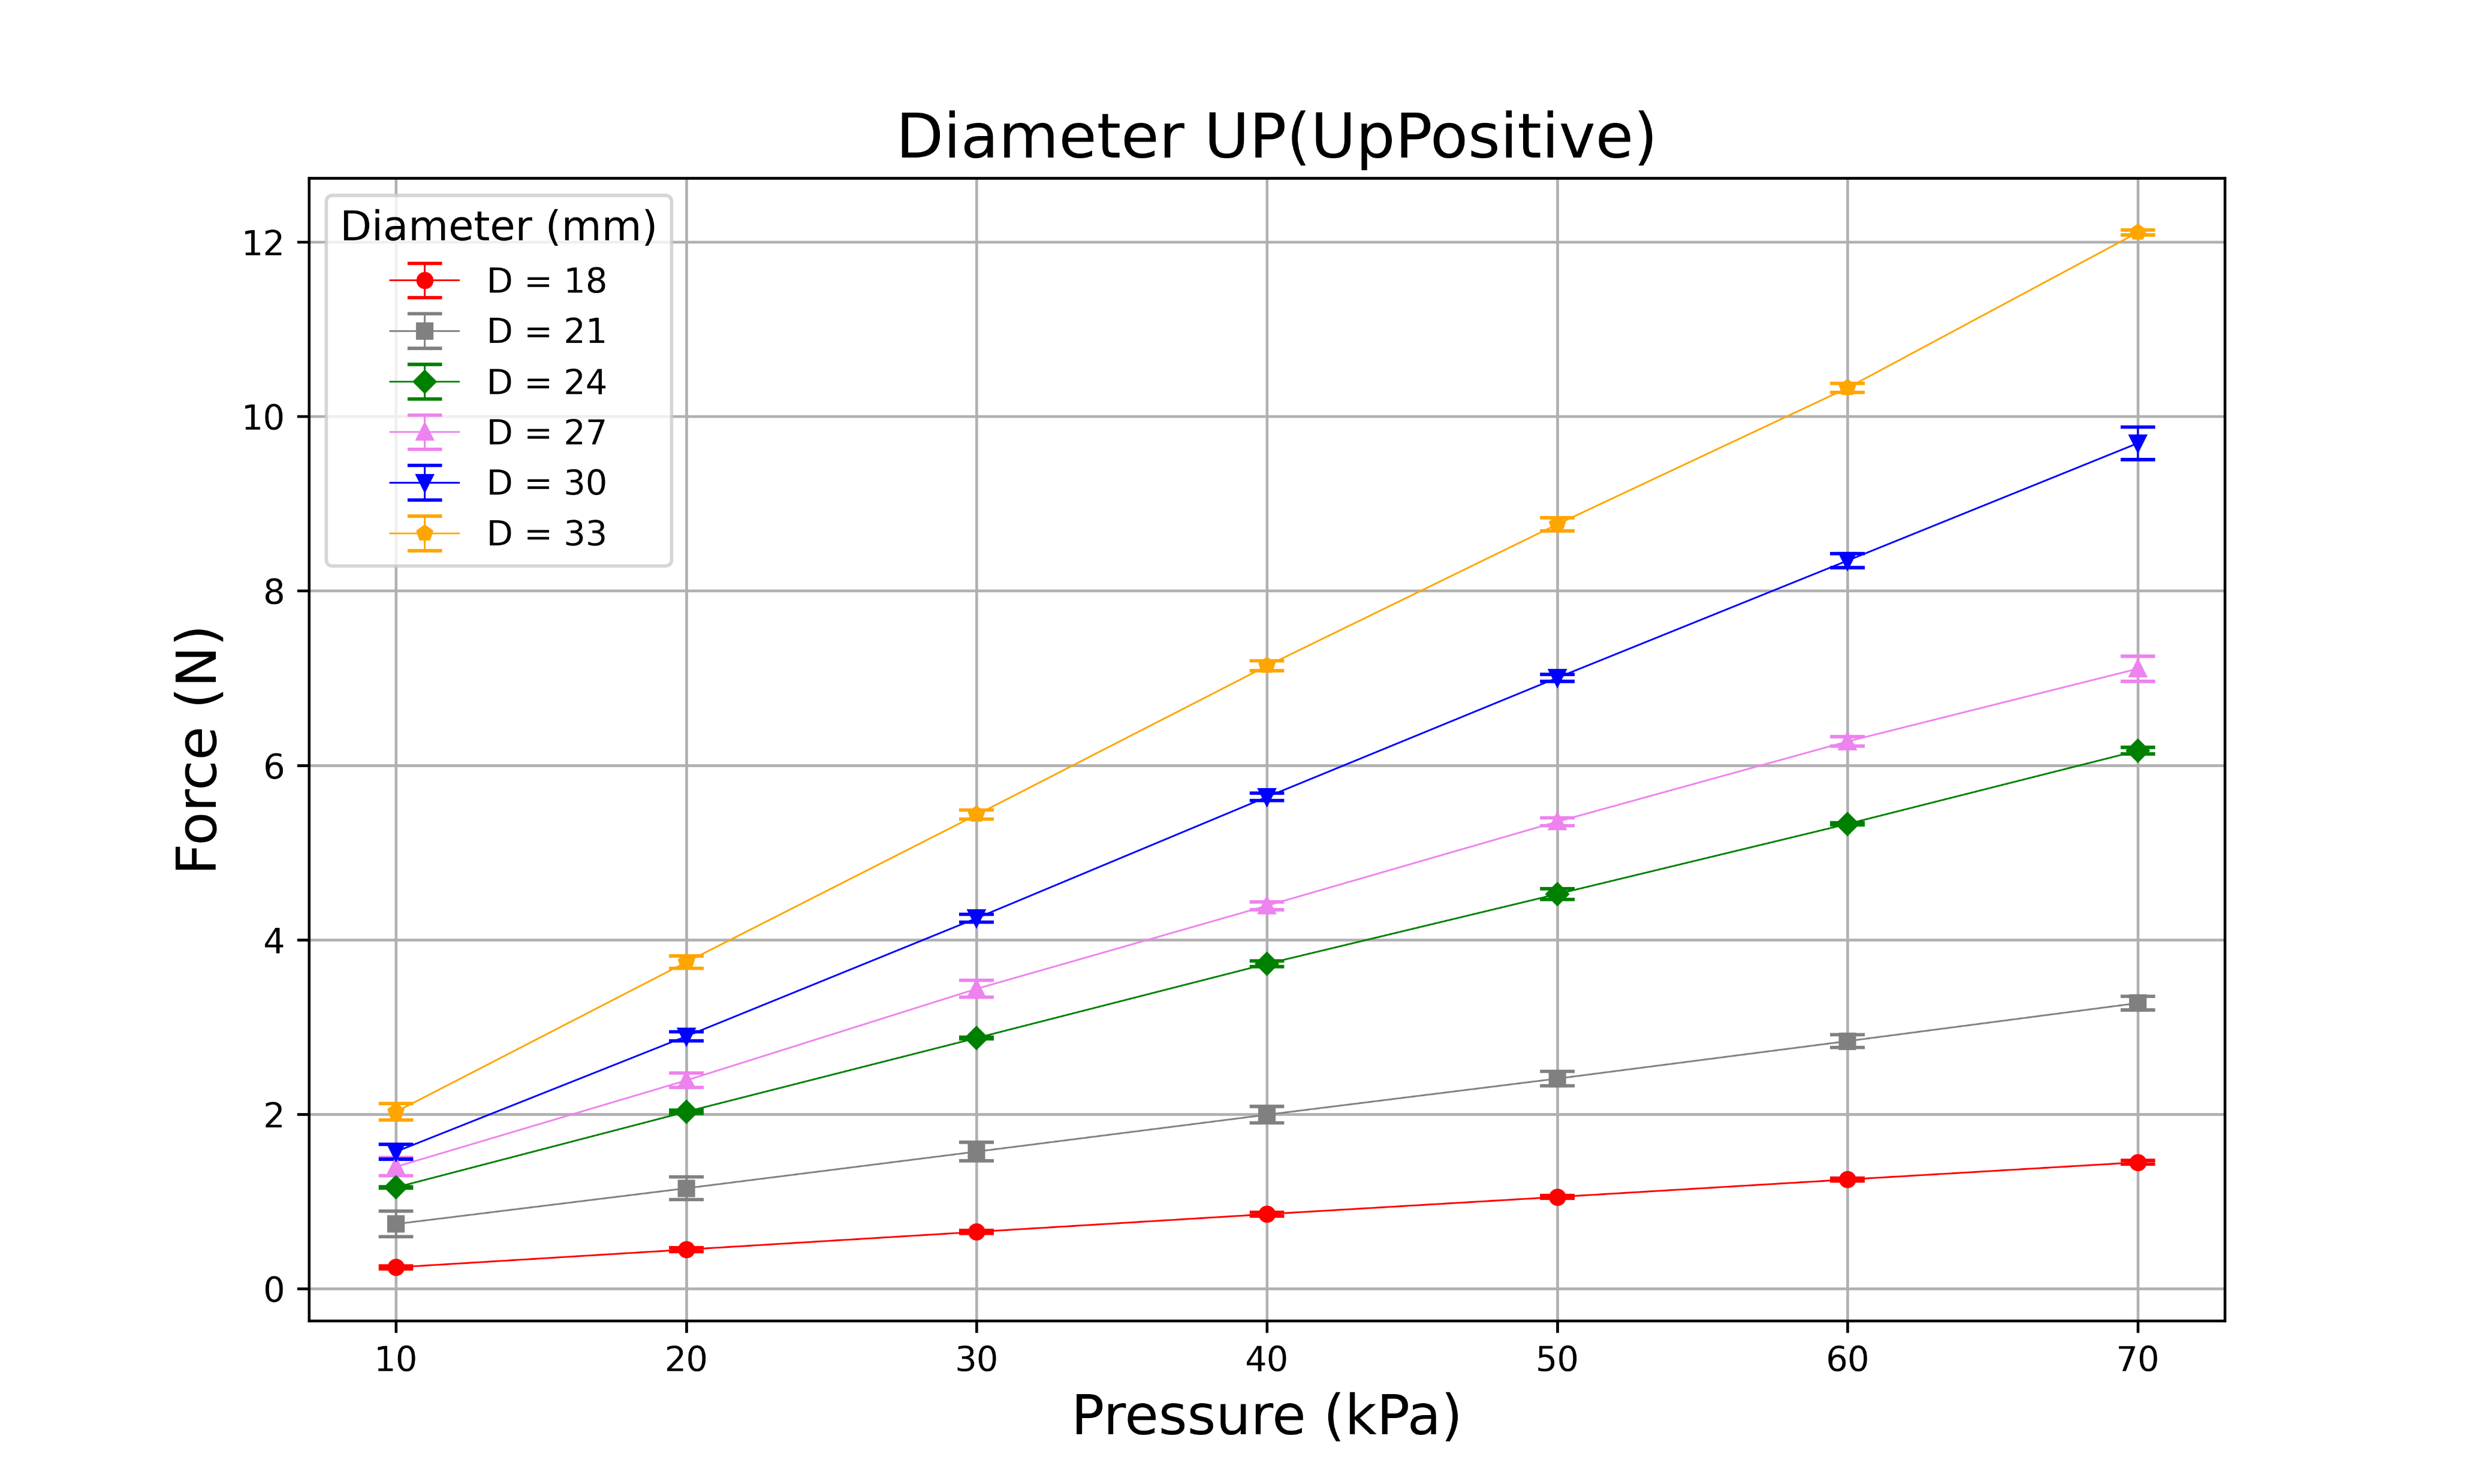 Diameter UP(UpPositive)
Diameter (mm)
D = 18
D = 21
D = 24
D = 27
D = 30
D = 33
Force (N)
12
10
8
6
4
2
0
10 20 30 40 50 60 70
Pressure (kPa)